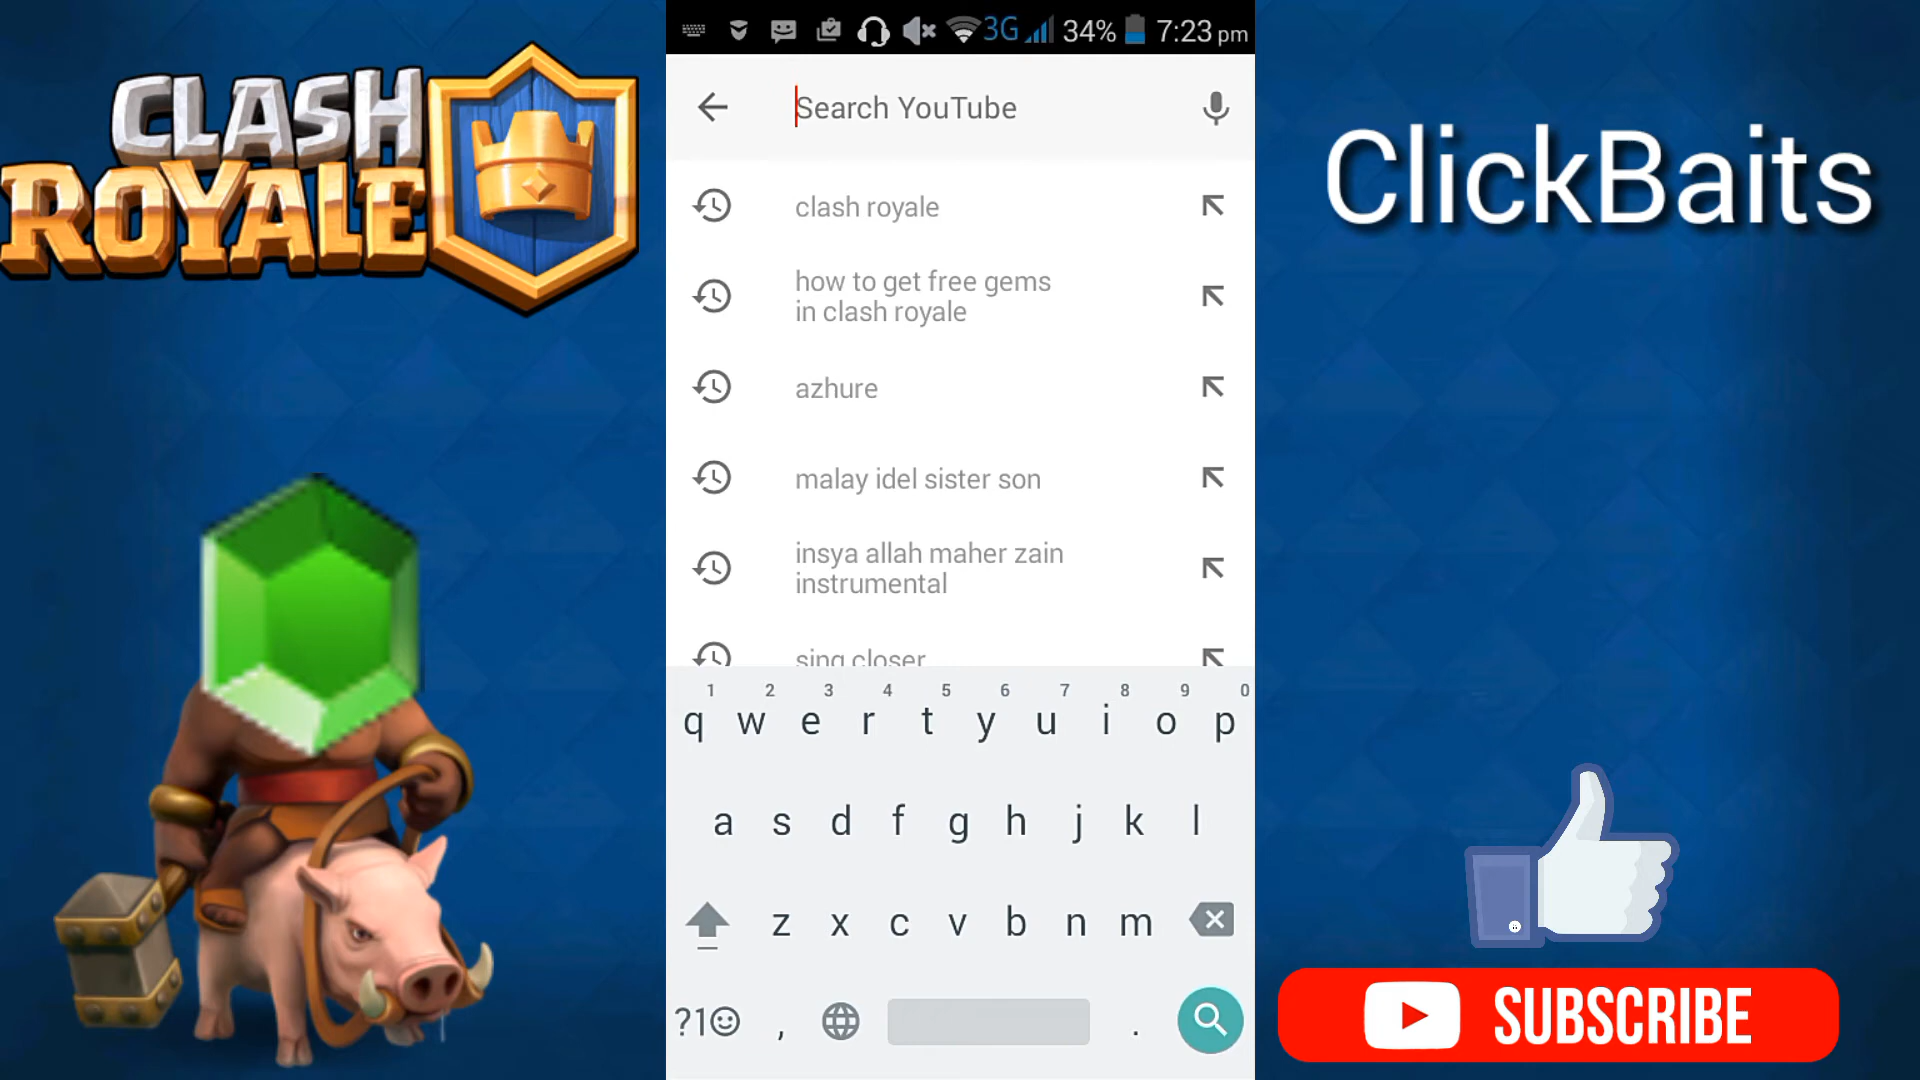 CLASH
ROYALE
3G 34% 7:23 pm
Search YouTube
clash royale
how to get free gems
in clash royale
azhure
malay idel sister son
insya allah maher zain
instrumental
sing closer
1 2 3 4 5 6 7 8 9 0
q w e r t y u i o p
a s d f g h j k l
z x c v b n m
?1☺ , .
ClickBaits
SUBSCRIBE